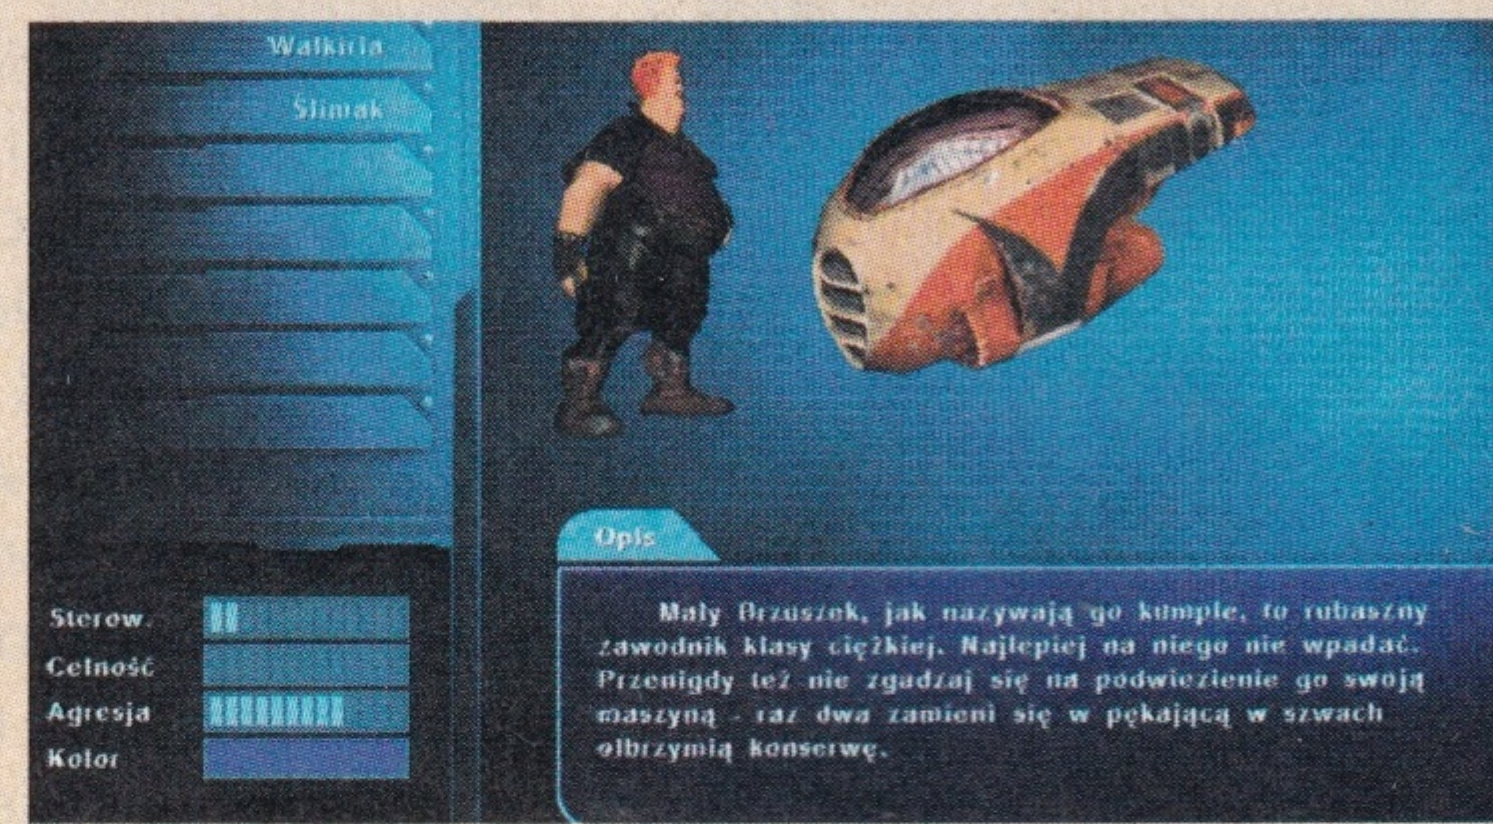 Walkiria
Ślimak
Sterow.
Celność
Agresja
Kolor
Opis
Mały Brzuszek, jak nazywają go kumple, to rubaszny
zawodnik klasy ciężkiej. Najlepiej na niego nie wpadać.
Przenigdy też nie zgadzaj się na podwiezienie go swoją
maszyną - raz dwa zamieni się w pękającą w szwach
olbrzymią konserwę.